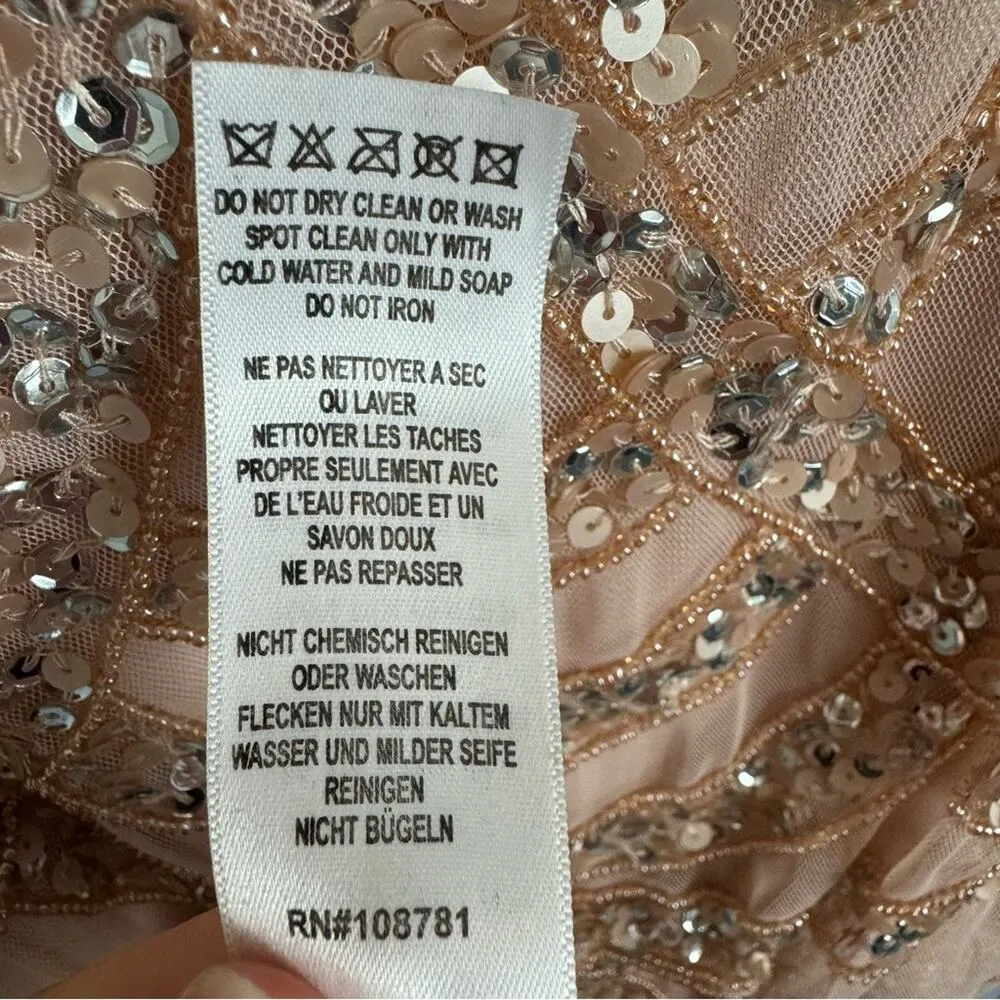 DO NOT DRY CLEAN OR WASH
SPOT CLEAN ONLY WITH
COLD WATER AND MILD SOAP
DO NOT IRON
NE PAS NETTOYER A SEC
OU LAVER
NETTOYER LES TACHES
PROPRE SEULEMENT AVEC
DE L'EAU FROIDE ET UN
SAVON DOUX
NE PAS REPASSER
NICHT CHEMISCH REINIGEN
ODER WASCHEN
FLECKEN NUR MIT KALTEM
WASSER UND MILDER SEIFE
REINIGEN
NICHT BÜGELN
RN#108781